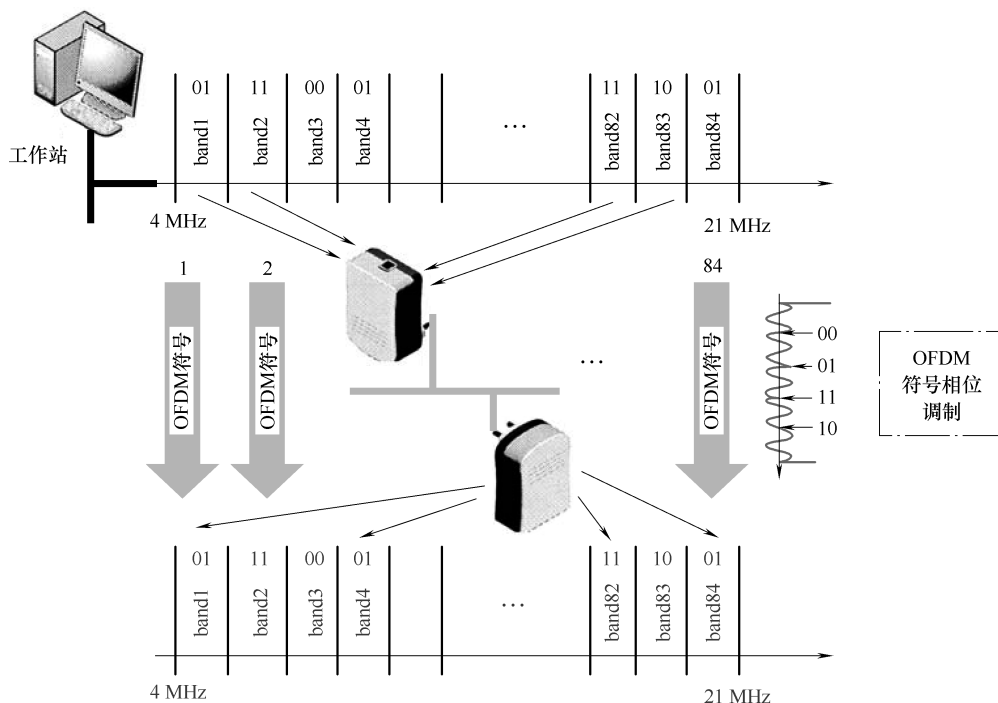 工作站
01 11 00 01 11 10 01
band1 band2 band3 band4 … band82 band83 band84
4 MHz 21 MHz
1 2 84
OFDM符号 OFDM符号 … OFDM符号
00
01
11
10
OFDM
符号相位
调制
01 11 00 01 11 10 01
band1 band2 band3 band4 … band82 band83 band84
4 MHz 21 MHz